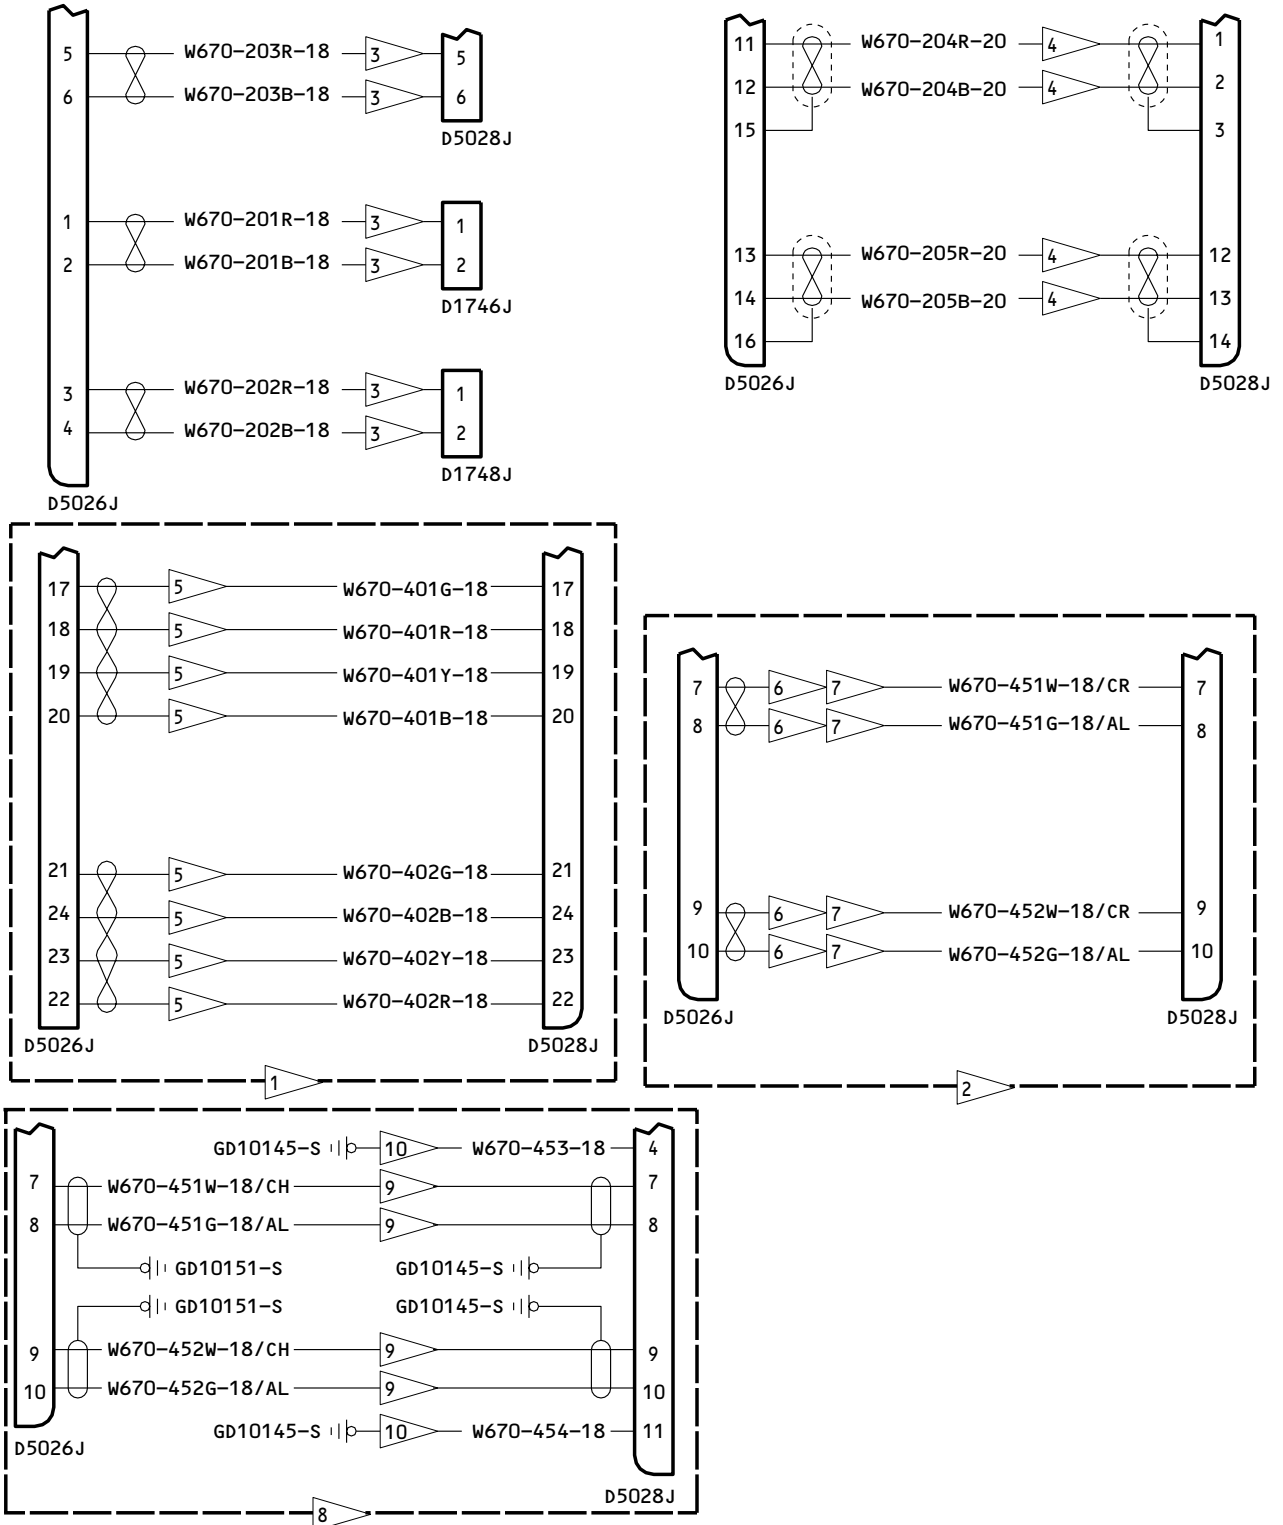 5 W670-203R-18 3 5
6 W670-203B-18 3 6
D5028J
1 W670-201R-18 3 1
2 W670-201B-18 3 2
D1746J
3 W670-202R-18 3 1
4 W670-202B-18 3 2
D1748J
D5026J
11 W670-204R-20 4 1
12 W670-204B-20 4 2
15 3
13 W670-205R-20 4 12
14 W670-205B-20 4 13
16 14
D5026J D5028J
17 5 W670-401G-18 17
18 5 W670-401R-18 18
19 5 W670-401Y-18 19
20 5 W670-401B-18 20
21 5 W670-402G-18 21
24 5 W670-402B-18 24
23 5 W670-402Y-18 23
22 5 W670-402R-18 22
D5026J D5028J
1
7 6 7 W670-451W-18/CR 7
8 6 7 W670-451G-18/AL 8
9 6 7 W670-452W-18/CR 9
10 6 7 W670-452G-18/AL 10
D5026J D5028J
2
GD10145-S 10 W670-453-18 4
7 W670-451W-18/CH 9 7
8 W670-451G-18/AL 9 8
GD10151-S GD10145-S
GD10151-S GD10145-S
9 W670-452W-18/CH 9 9
10 W670-452G-18/AL 9 10
GD10145-S 10 W670-454-18 11
D5026J
D5028J
8